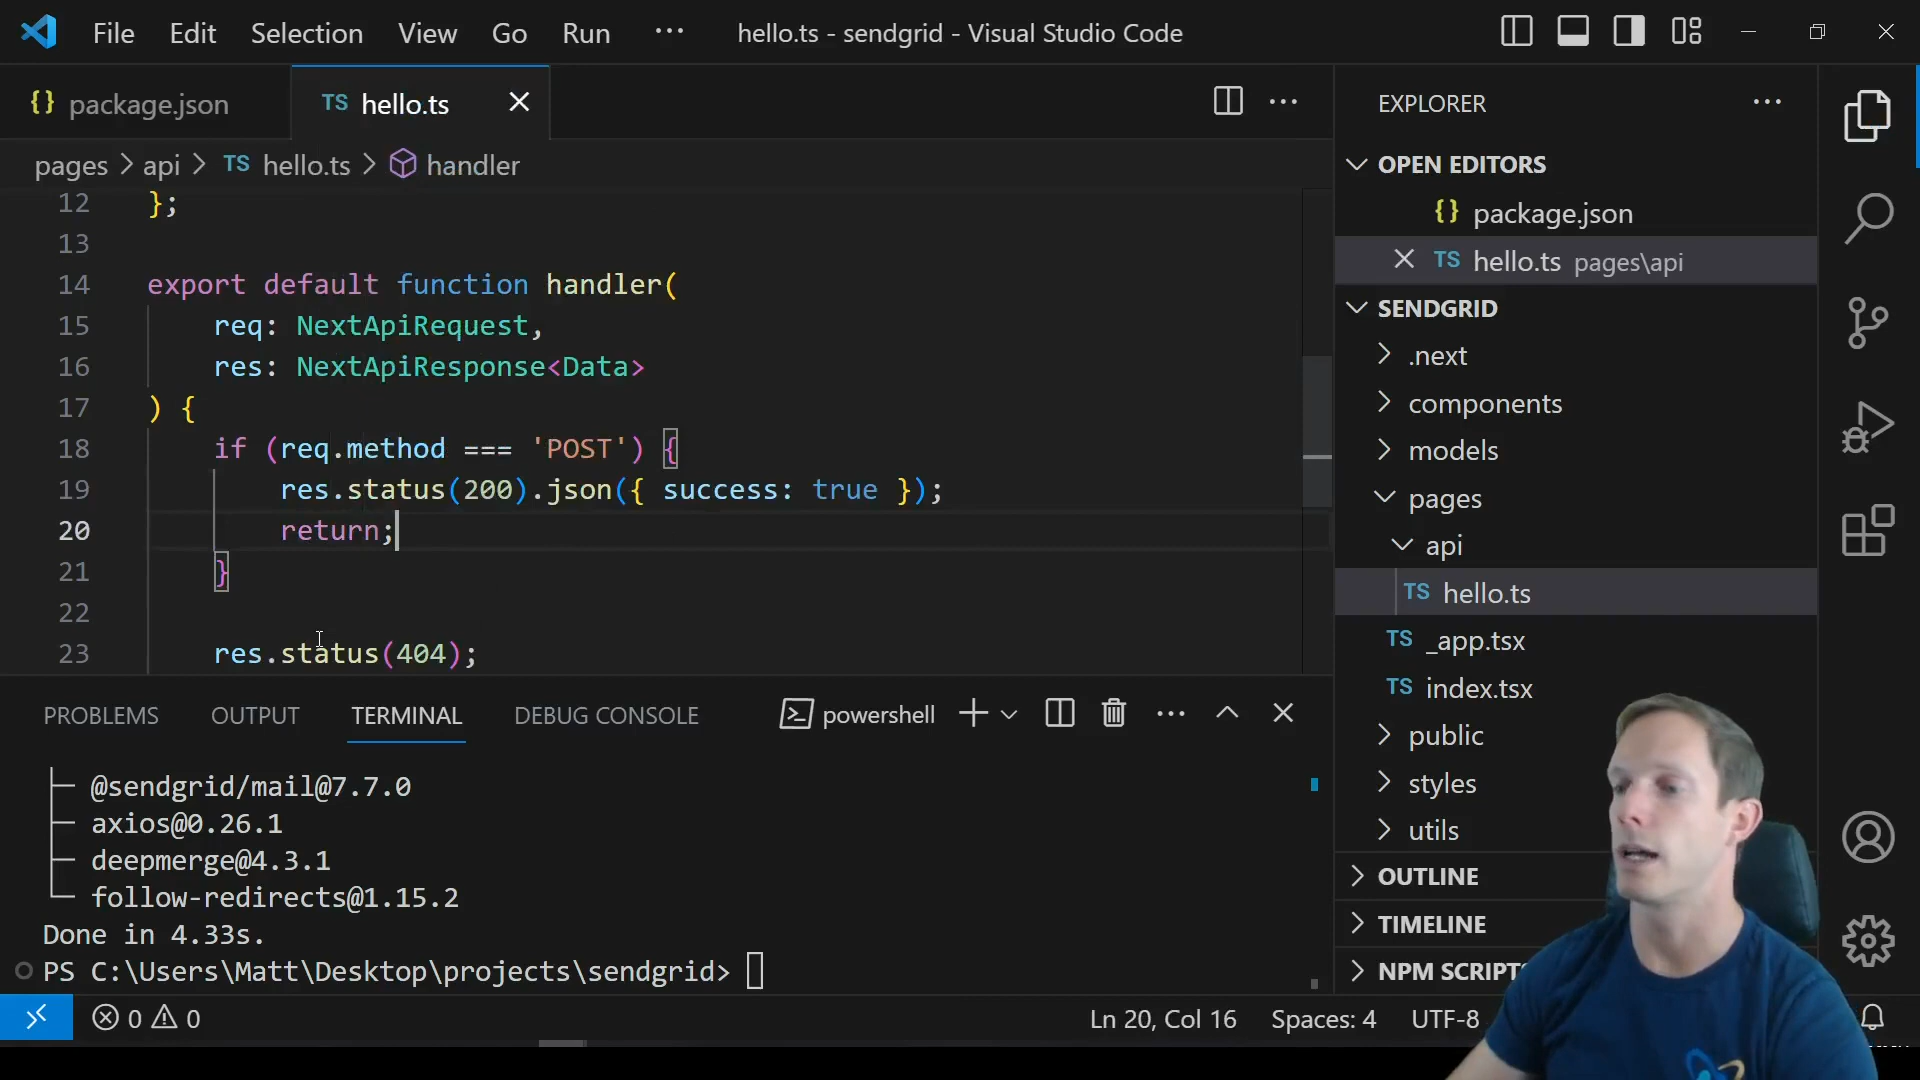 File Edit Selection View Go Run ··· hello.ts - sendgrid - Visual Studio Code
{} package.json TS hello.ts
pages > api > TS hello.ts > handler
12 };
13
14 export default function handler(
15 req: NextApiRequest,
16 res: NextApiResponse<Data>
17 ) {
18 if (req.method === 'POST') {
19 res.status(200).json({ success: true });
20 return;
21 }
22
23 res.status(404);
PROBLEMS OUTPUT TERMINAL DEBUG CONSOLE powershell
├─ @sendgrid/mail@7.7.0
├─ axios@0.26.1
├─ deepmerge@4.3.1
└─ follow-redirects@1.15.2
Done in 4.33s.
PS C:\Users\Matt\Desktop\projects\sendgrid>
EXPLORER
OPEN EDITORS
{} package.json
TS hello.ts pages\api
SENDGRID
.next
components
models
pages
api
TS hello.ts
TS _app.tsx
TS index.tsx
public
styles
utils
OUTLINE
TIMELINE
NPM SCRIPTS
0 0 Ln 20, Col 16 Spaces: 4 UTF-8